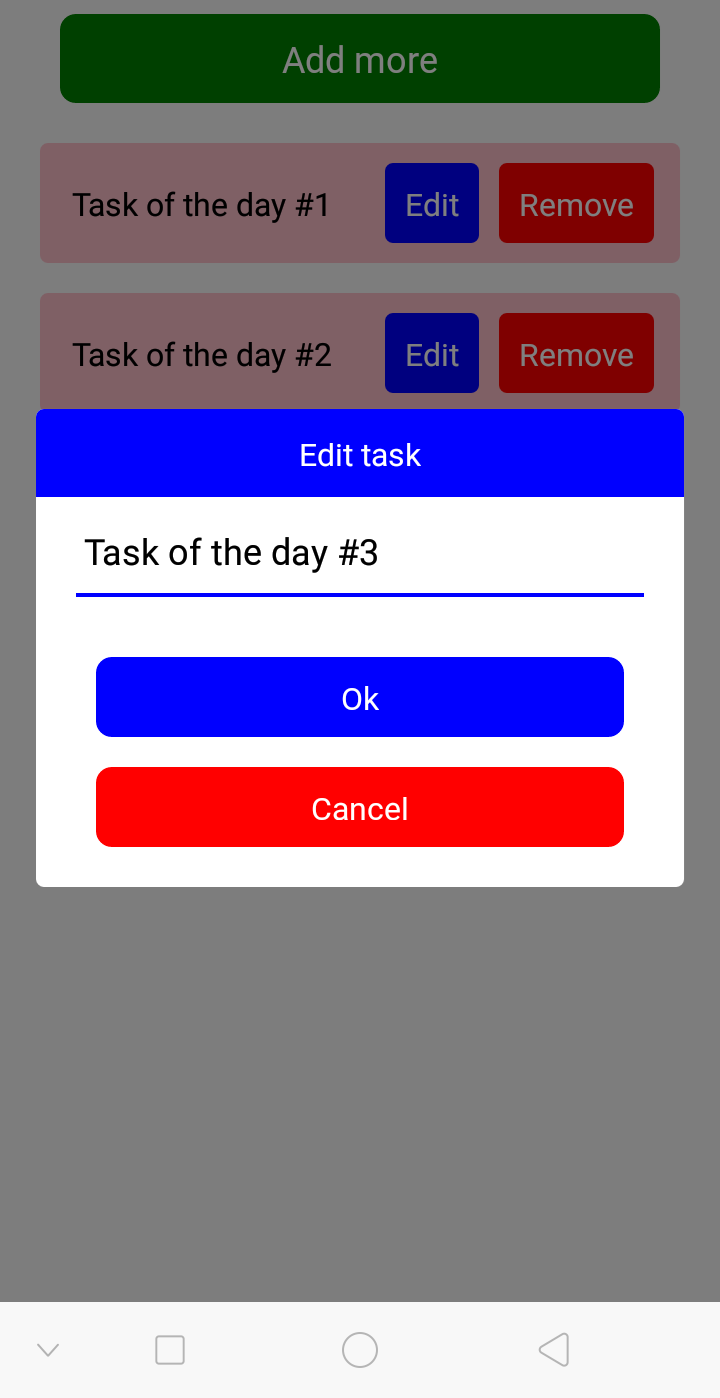 Add more
Task of the day #1 Edit Remove
Task of the day #2 Edit Remove
Edit task
Task of the day #3
Ok
Cancel